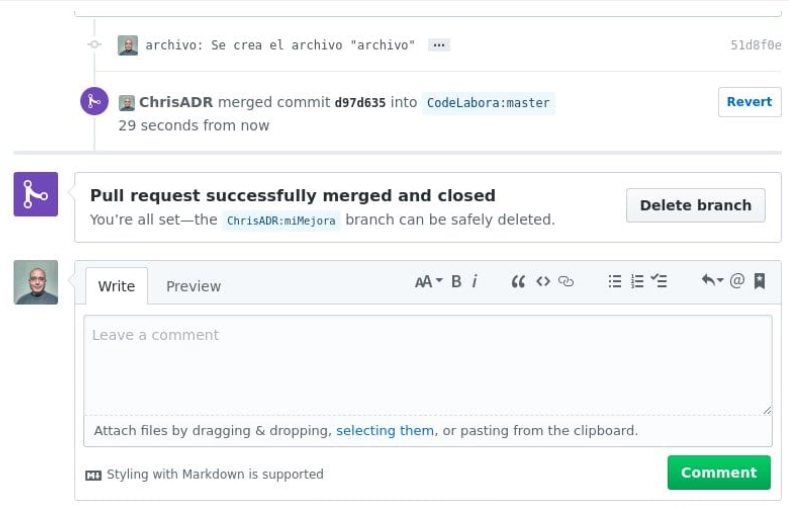 archivo: Se crea el archivo "archivo" ... 51d8f0e
ChrisADR merged commit d97d635 into CodeLabora:master Revert
29 seconds from now
Pull request successfully merged and closed
You're all set—the ChrisADR:miMejora branch can be safely deleted.
Delete branch
Write Preview AA B i @
Leave a comment
Attach files by dragging & dropping, selecting them, or pasting from the clipboard.
Styling with Markdown is supported
Comment